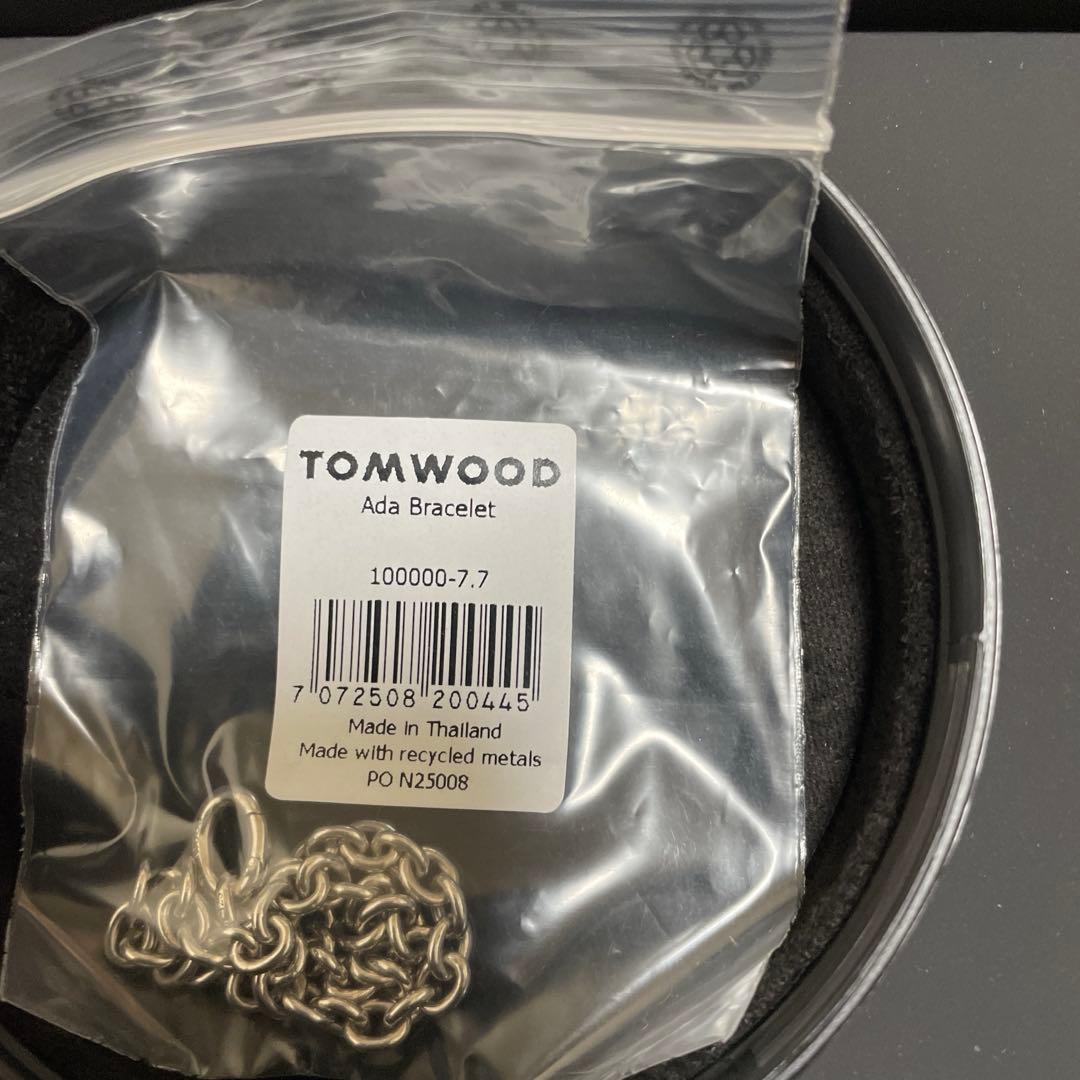 TOMWOOD
Ada Bracelet
100000-7.7
7 072508 200445
Made in Thailand
Made with recycled metals
PO N25008